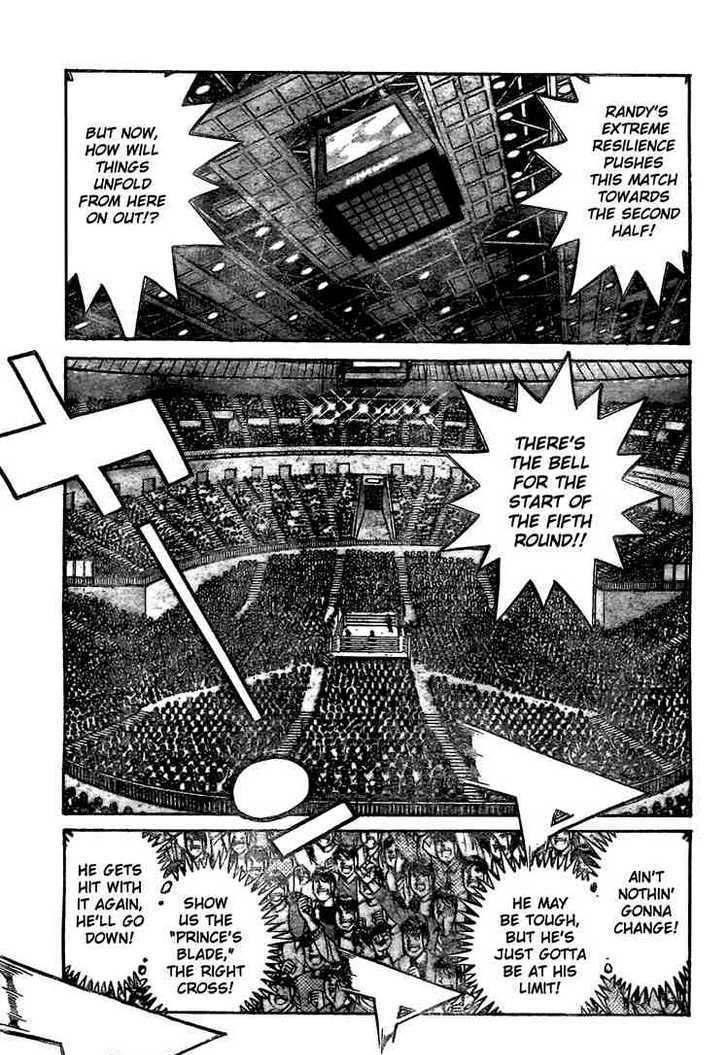 RANDY'S
EXTREME
RESILIENCE
PUSHES
THIS MATCH
TOWARDS
THE SECOND
HALF!
BUT NOW,
HOW WILL
THINGS
UNFOLD
FROM HERE
ON OUT!?
THERE'S
THE BELL
FOR THE
START OF
THE FIFTH
ROUND!!
AIN'T
NOTHIN'
GONNA
CHANGE!
HE MAY
BE TOUGH,
BUT HE'S
JUST GOTTA
BE AT HIS
LIMIT!
SHOW
US THE
"PRINCE'S
BLADE,"
THE RIGHT
CROSS!
HE GETS
HIT WITH
IT AGAIN,
HE'LL GO
DOWN!